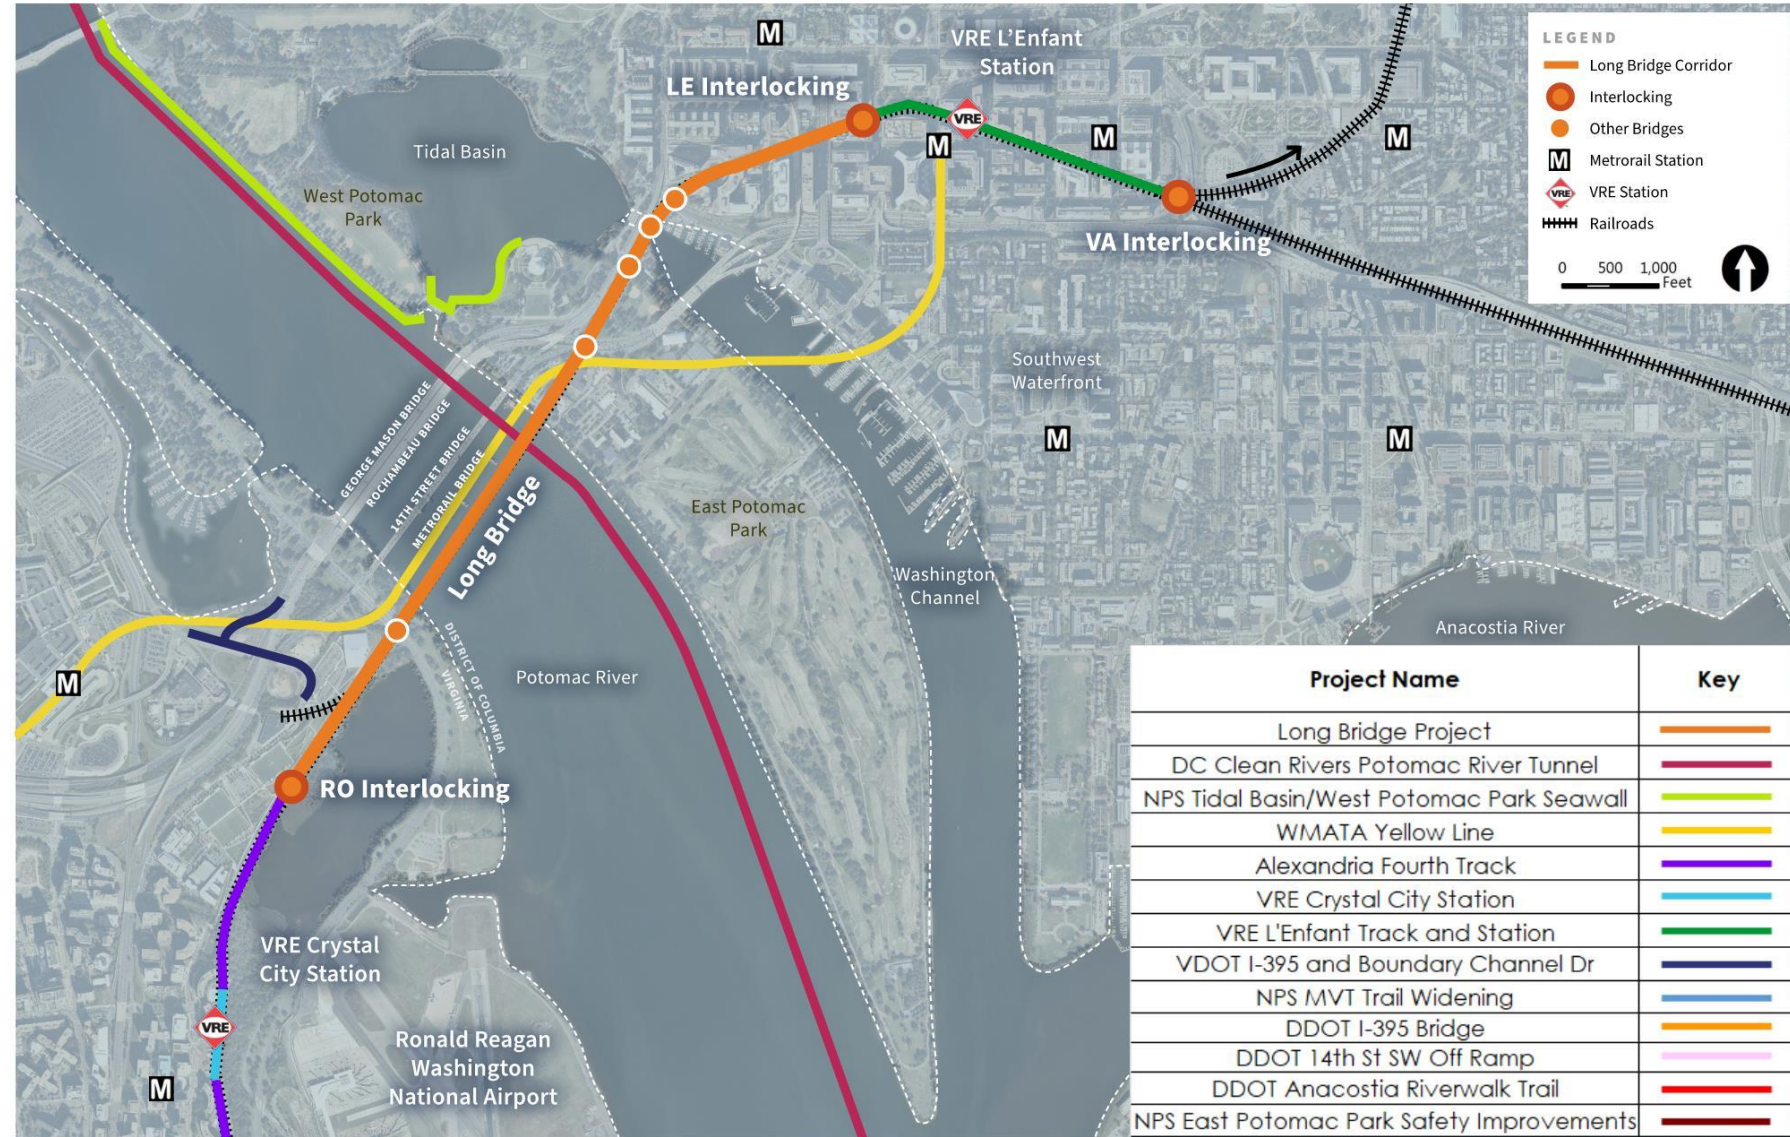 M
VRE L'Enfant
Station
LE Interlocking
VRE
M
M
M
Tidal Basin
West Potomac
Park
VA Interlocking
LEGEND
Long Bridge Corridor
Interlocking
Other Bridges
M Metrorail Station
VRE VRE Station
Railroads
0 500 1,000
Feet
Southwest
Waterfront
M
M
GEORGE MASON BRIDGE
ROCHAMBEAU BRIDGE
14TH STREET BRIDGE
METRORAIL BRIDGE
Long Bridge
East Potomac
Park
Washington
Channel
Anacostia River
DISTRICT OF COLUMBIA
VIRGINIA
Potomac River
M
RO Interlocking
VRE Crystal
City Station
VRE
M
Ronald Reagan
Washington
National Airport
Project Name Key
Long Bridge Project
DC Clean Rivers Potomac River Tunnel
NPS Tidal Basin/West Potomac Park Seawall
WMATA Yellow Line
Alexandria Fourth Track
VRE Crystal City Station
VRE L'Enfant Track and Station
VDOT I-395 and Boundary Channel Dr
NPS MVT Trail Widening
DDOT I-395 Bridge
DDOT 14th St SW Off Ramp
DDOT Anacostia Riverwalk Trail
NPS East Potomac Park Safety Improvements